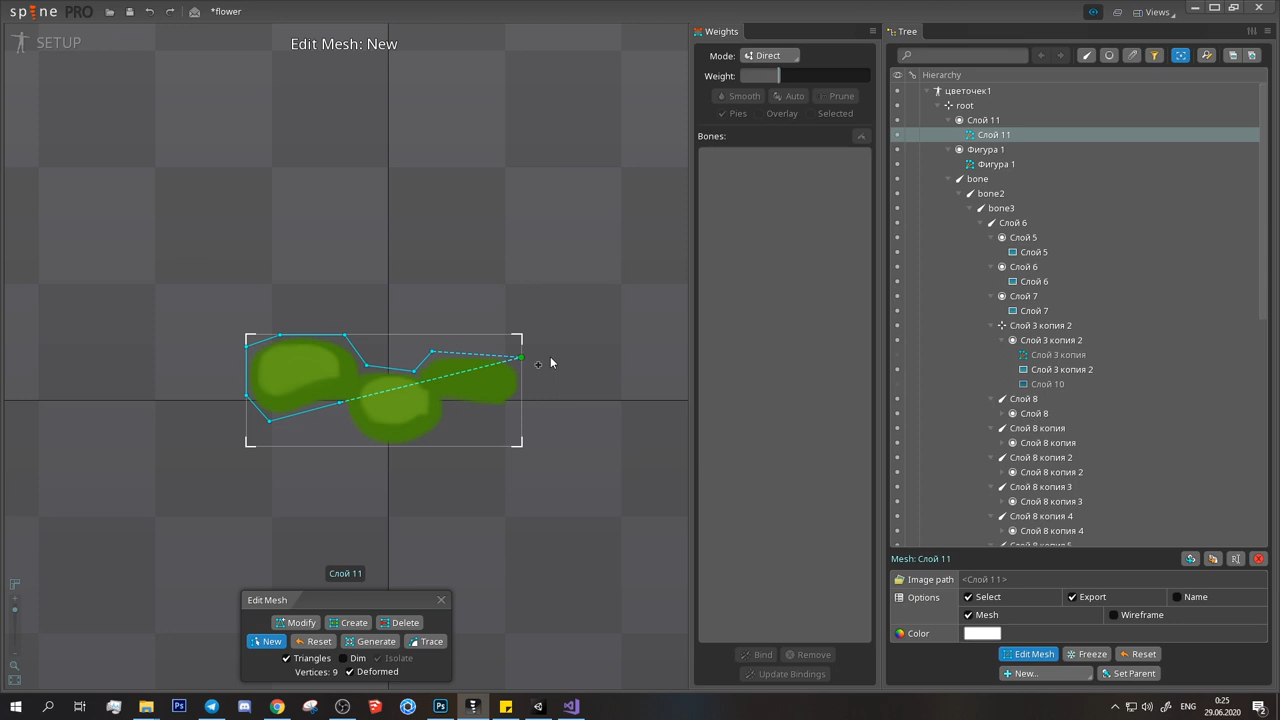 spine PRO
*flower
Views
SETUP
Edit Mesh: New
Слой 11
Edit Mesh
Modify
Create
Delete
New
Reset
Generate
Trace
Triangles
Dim
Isolate
Vertices: 9
Deformed
Weights
Mode:
Direct
Weight:
Smooth
Auto
Prune
Pies
Overlay
Selected
Bones:
Bind
Remove
Update Bindings
Tree
Hierarchy
цветочек1
root
Слой 11
Слой 11
Фигура 1
Фигура 1
bone
bone2
bone3
Слой 6
Слой 5
Слой 5
Слой 6
Слой 6
Слой 7
Слой 7
Слой 3 копия 2
Слой 3 копия 2
Слой 3 копия
Слой 3 копия 2
Слой 10
Слой 8
Слой 8
Слой 8 копия
Слой 8 копия
Слой 8 копия 2
Слой 8 копия 2
Слой 8 копия 3
Слой 8 копия 3
Слой 8 копия 4
Слой 8 копия 4
Слой 8 копия 5
Mesh: Слой 11
Image path
<Слой 11>
Options
Select
Export
Name
Mesh
Wireframe
Color
Edit Mesh
Freeze
Reset
New...
Set Parent
0:25
29.06.2020